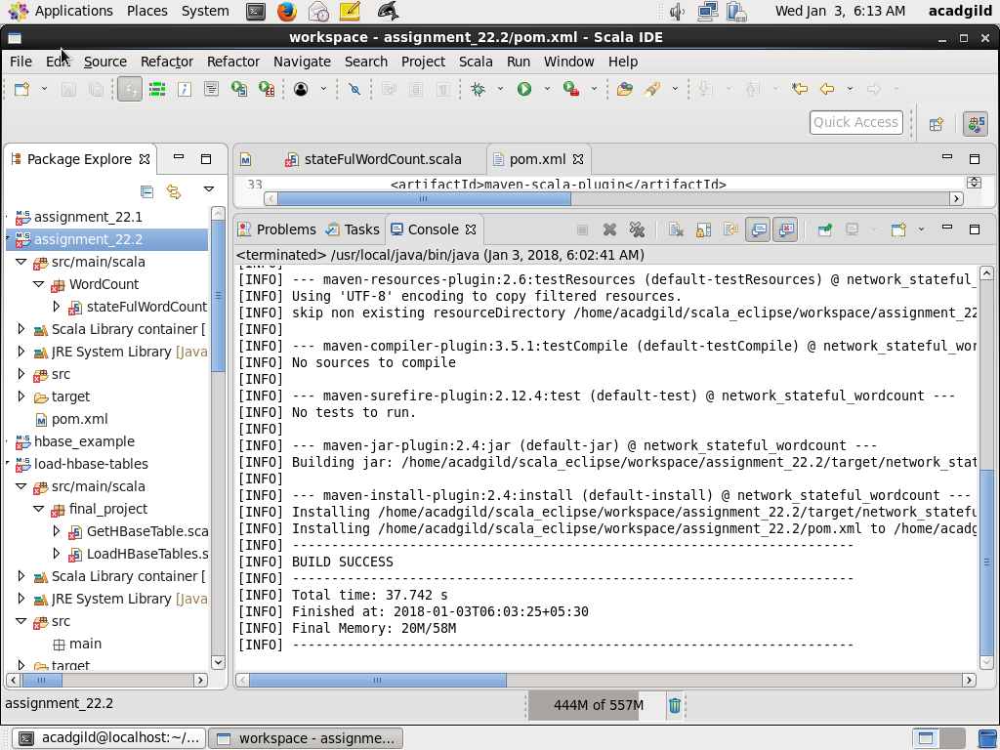 Applications Places System Wed Jan 3, 6:13 AM acadgild
workspace - assignment_22.2/pom.xml - Scala IDE
File Edit Source Refactor Refactor Navigate Search Project Scala Run Window Help
Quick Access
Package Explore
stateFulWordCount.scala pom.xml
33 <artifactId>maven-scala-plugin</artifactId>
assignment_22.1
assignment_22.2
src/main/scala
WordCount
stateFulWordCount
Scala Library container [
JRE System Library [Java
src
target
pom.xml
hbase_example
load-hbase-tables
src/main/scala
final_project
GetHBaseTable.sca
LoadHBaseTables.s
Scala Library container [
JRE System Library [Java
src
main
target
Problems Tasks Console
<terminated> /usr/local/java/bin/java (Jan 3, 2018, 6:02:41 AM)
[INFO]
[INFO] --- maven-resources-plugin:2.6:testResources (default-testResources) @ network_stateful_
[INFO] Using 'UTF-8' encoding to copy filtered resources.
[INFO] skip non existing resourceDirectory /home/acadgild/scala_eclipse/workspace/assignment_22
[INFO]
[INFO] --- maven-compiler-plugin:3.5.1:testCompile (default-testCompile) @ network_stateful_wor
[INFO] No sources to compile
[INFO]
[INFO] --- maven-surefire-plugin:2.12.4:test (default-test) @ network_stateful_wordcount ---
[INFO] No tests to run.
[INFO]
[INFO] --- maven-jar-plugin:2.4:jar (default-jar) @ network_stateful_wordcount ---
[INFO] Building jar: /home/acadgild/scala_eclipse/workspace/assignment_22.2/target/network_stat
[INFO]
[INFO] --- maven-install-plugin:2.4:install (default-install) @ network_stateful_wordcount ---
[INFO] Installing /home/acadgild/scala_eclipse/workspace/assignment_22.2/target/network_statefu
[INFO] Installing /home/acadgild/scala_eclipse/workspace/assignment_22.2/pom.xml to /home/acadg
[INFO] ------------------------------------------------------------------------
[INFO] BUILD SUCCESS
[INFO] ------------------------------------------------------------------------
[INFO] Total time: 37.742 s
[INFO] Finished at: 2018-01-03T06:03:25+05:30
[INFO] Final Memory: 20M/58M
[INFO] ------------------------------------------------------------------------
assignment_22.2
444M of 557M
acadgild@localhost:~/... workspace - assignme...